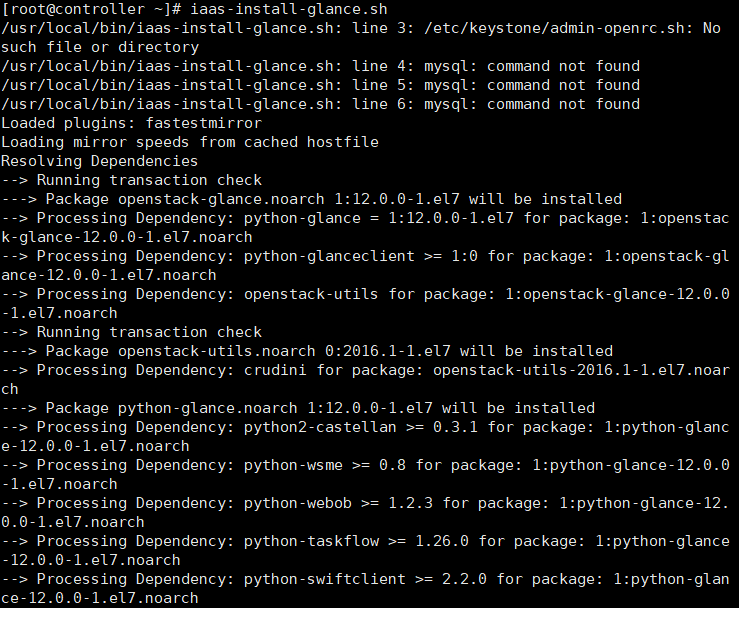 [root@controller ~]# iaas-install-glance.sh
/usr/local/bin/iaas-install-glance.sh: line 3: /etc/keystone/admin-openrc.sh: No
such file or directory
/usr/local/bin/iaas-install-glance.sh: line 4: mysql: command not found
/usr/local/bin/iaas-install-glance.sh: line 5: mysql: command not found
/usr/local/bin/iaas-install-glance.sh: line 6: mysql: command not found
Loaded plugins: fastestmirror
Loading mirror speeds from cached hostfile
Resolving Dependencies
--> Running transaction check
---> Package openstack-glance.noarch 1:12.0.0-1.el7 will be installed
--> Processing Dependency: python-glance = 1:12.0.0-1.el7 for package: 1:openstac
k-glance-12.0.0-1.el7.noarch
--> Processing Dependency: python-glanceclient >= 1:0 for package: 1:openstack-gl
ance-12.0.0-1.el7.noarch
--> Processing Dependency: openstack-utils for package: 1:openstack-glance-12.0.0
-1.el7.noarch
--> Running transaction check
---> Package openstack-utils.noarch 0:2016.1-1.el7 will be installed
--> Processing Dependency: crudini for package: openstack-utils-2016.1-1.el7.noar
ch
---> Package python-glance.noarch 1:12.0.0-1.el7 will be installed
--> Processing Dependency: python2-castellan >= 0.3.1 for package: 1:python-glanc
e-12.0.0-1.el7.noarch
--> Processing Dependency: python-wsme >= 0.8 for package: 1:python-glance-12.0.0
-1.el7.noarch
--> Processing Dependency: python-webob >= 1.2.3 for package: 1:python-glance-12.
0.0-1.el7.noarch
--> Processing Dependency: python-taskflow >= 1.26.0 for package: 1:python-glance
-12.0.0-1.el7.noarch
--> Processing Dependency: python-swiftclient >= 2.2.0 for package: 1:python-glan
ce-12.0.0-1.el7.noarch